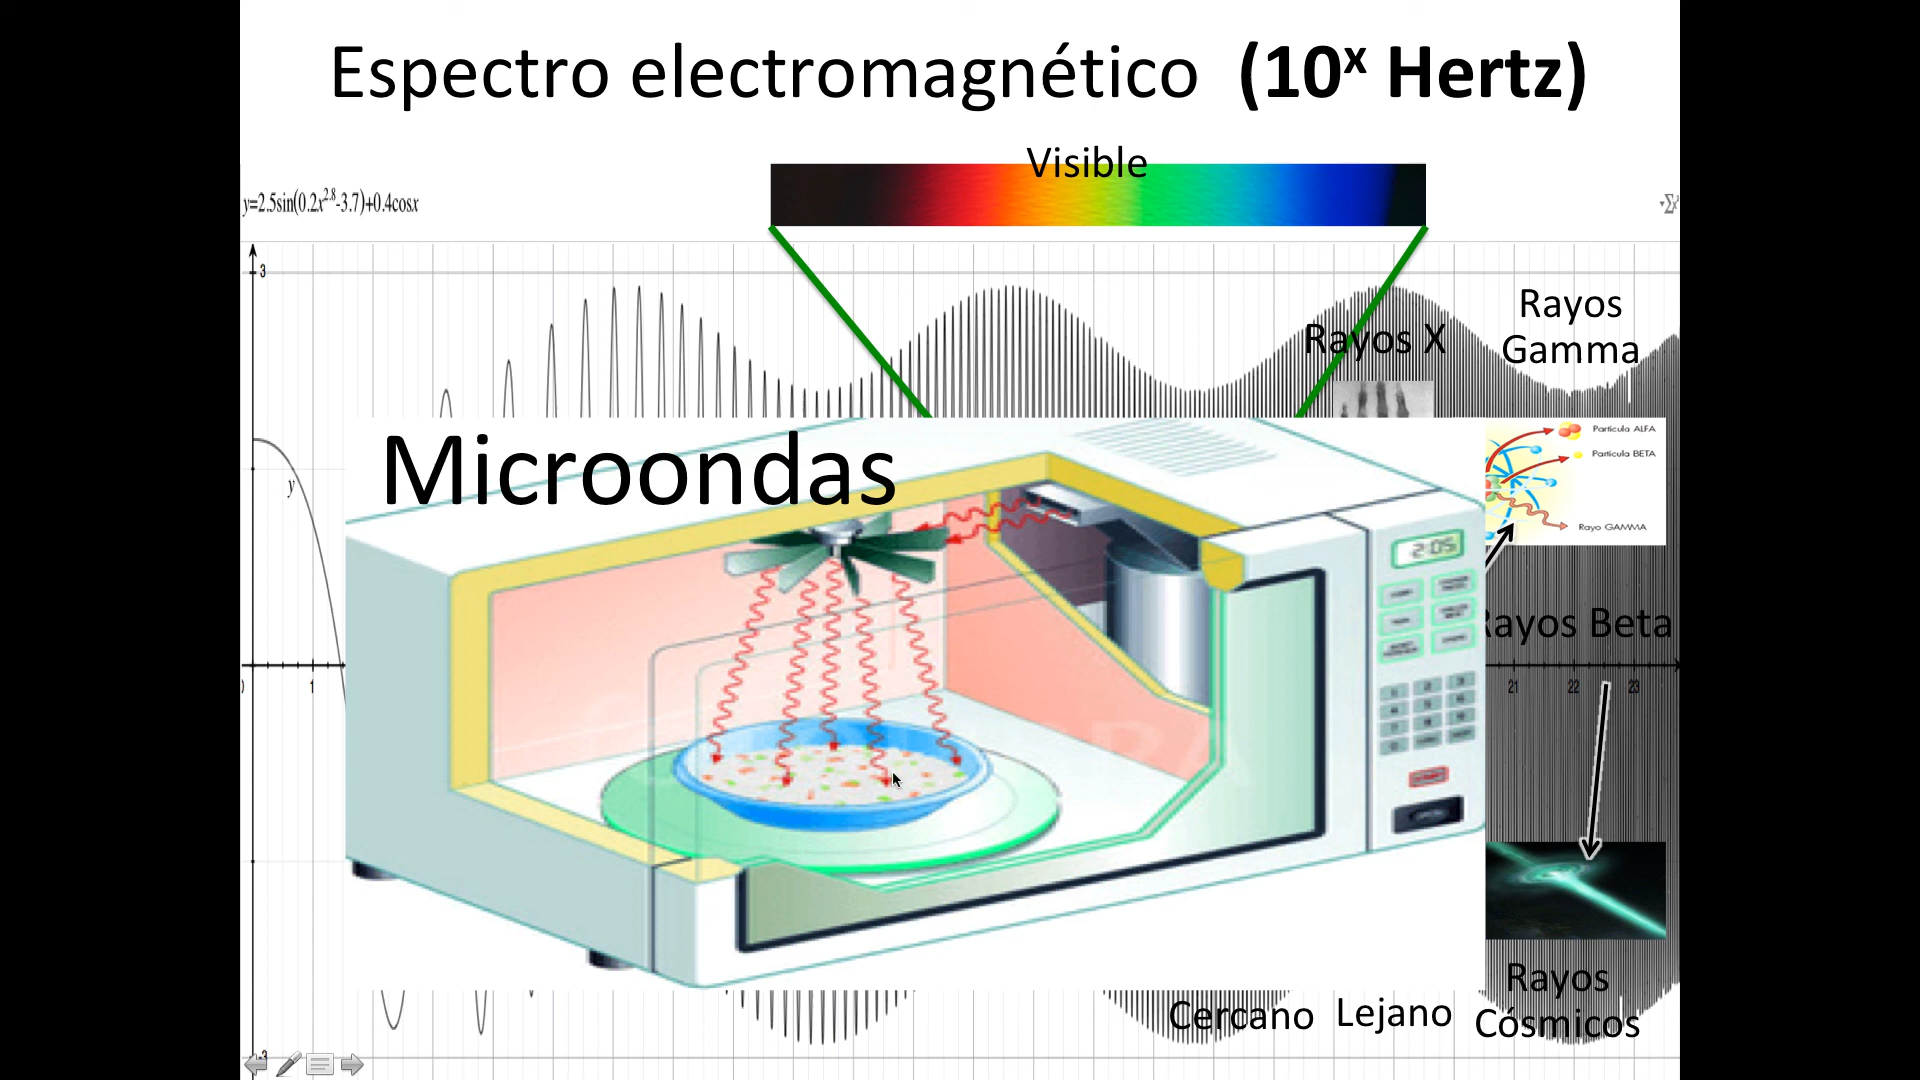 Espectro electromagnético (10ˣ Hertz)
Visible
y=2.5sin(0.2x^2.8-3.7)+0.4cosx
3
Rayos X
Rayos
Gamma
Microondas
Partícula ALFA
Partícula BETA
y
Rayo GAMMA
2:05
Rayos Beta
1
21 22 23
Cercano Lejano
Rayos
Cósmicos